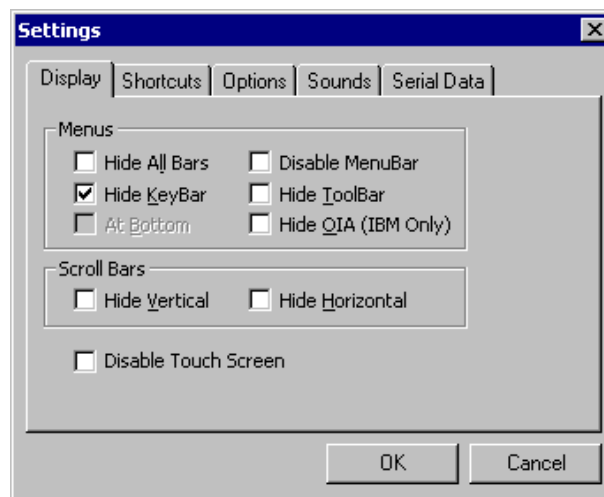 Settings
Display Shortcuts Options Sounds Serial Data
Menus
Hide All Bars Disable MenuBar
Hide KeyBar Hide ToolBar
At Bottom Hide OIA (IBM Only)
Scroll Bars
Hide Vertical Hide Horizontal
Disable Touch Screen
OK Cancel